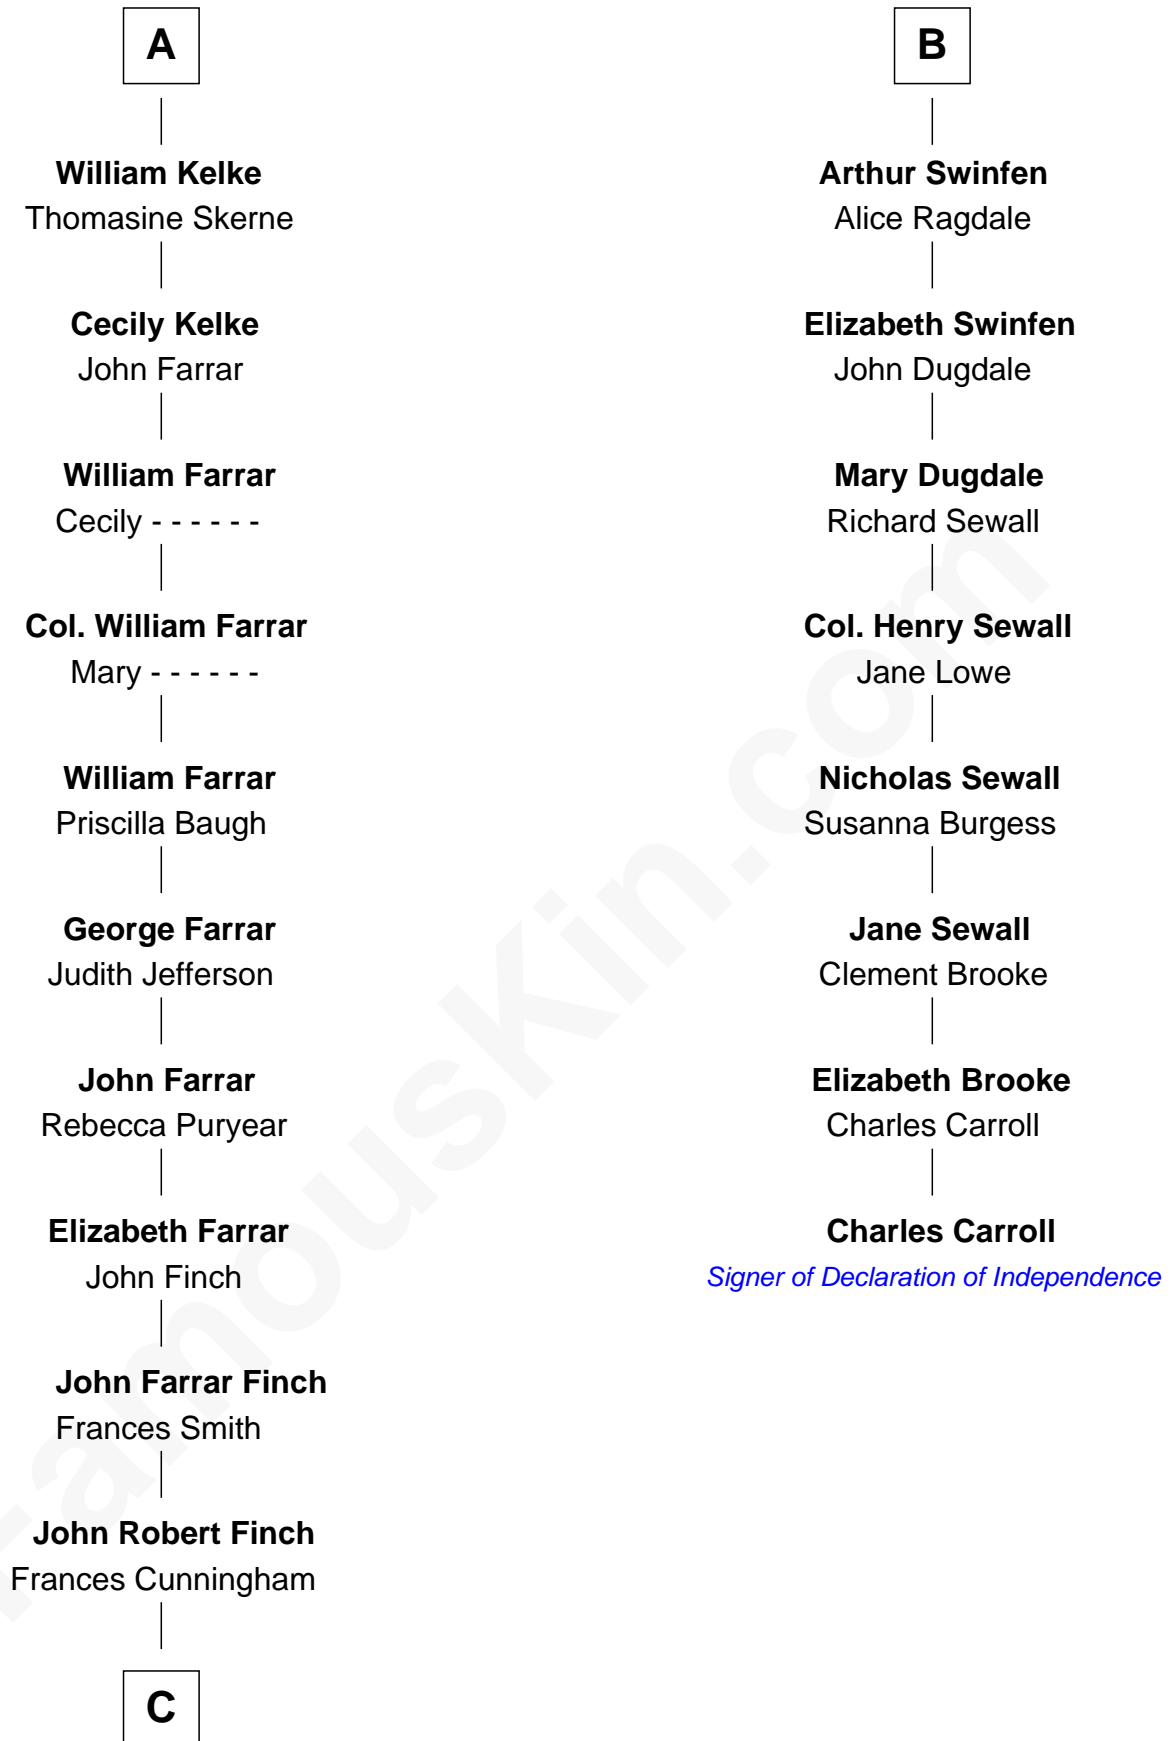 A
William Kelke
Thomasine Skerne
Cecily Kelke
John Farrar
William Farrar
Cecily - - - - - -
Col. William Farrar
Mary - - - - - -
William Farrar
Priscilla Baugh
George Farrar
Judith Jefferson
John Farrar
Rebecca Puryear
Elizabeth Farrar
John Finch
John Farrar Finch
Frances Smith
John Robert Finch
Frances Cunningham
C
B
Arthur Swinfen
Alice Ragdale
Elizabeth Swinfen
John Dugdale
Mary Dugdale
Richard Sewall
Col. Henry Sewall
Jane Lowe
Nicholas Sewall
Susanna Burgess
Jane Sewall
Clement Brooke
Elizabeth Brooke
Charles Carroll
Charles Carroll
Signer of Declaration of Independence
FamousKin.com